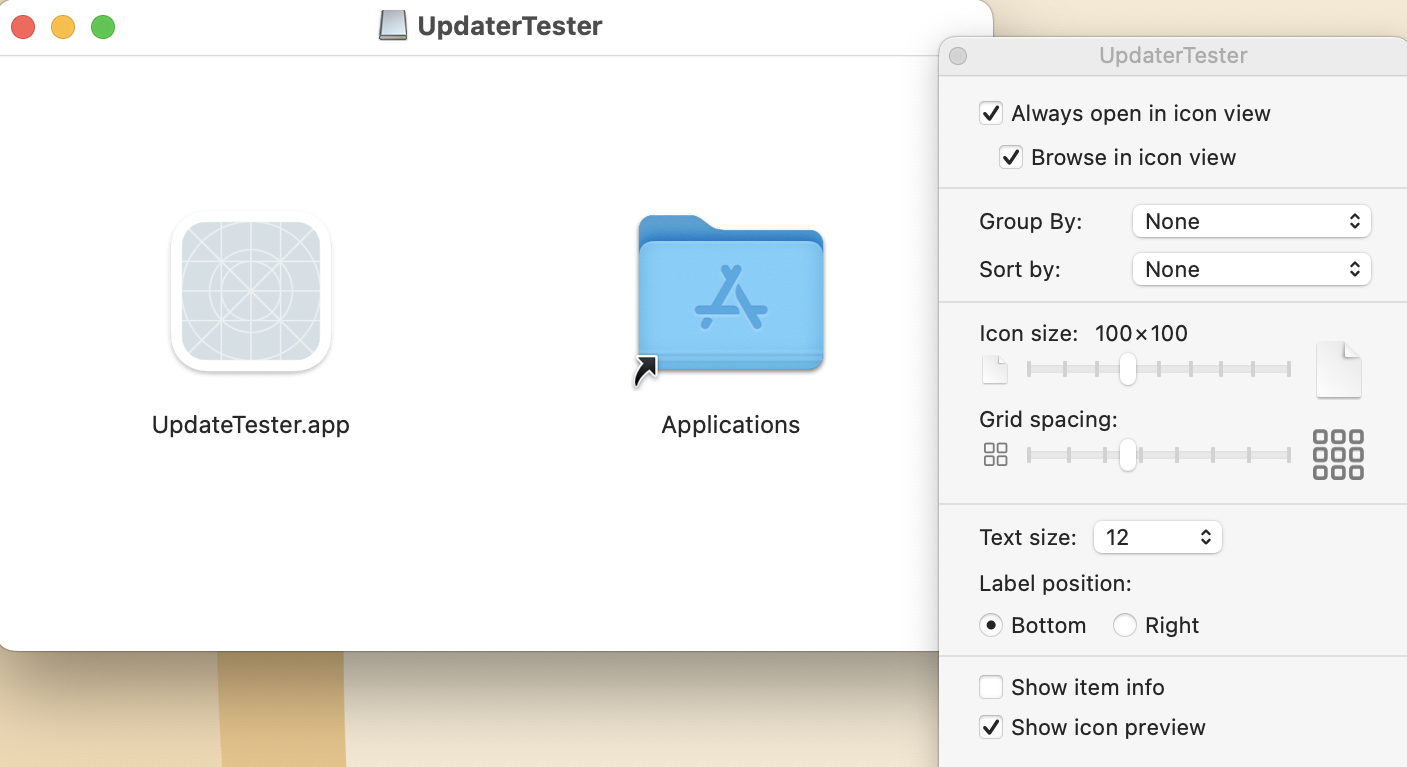 UpdaterTester
UpdateTester.app
Applications
UpdaterTester
Always open in icon view
Browse in icon view
Group By: None
Sort by: None
Icon size: 100×100
Grid spacing:
Text size: 12
Label position:
Bottom Right
Show item info
Show icon preview